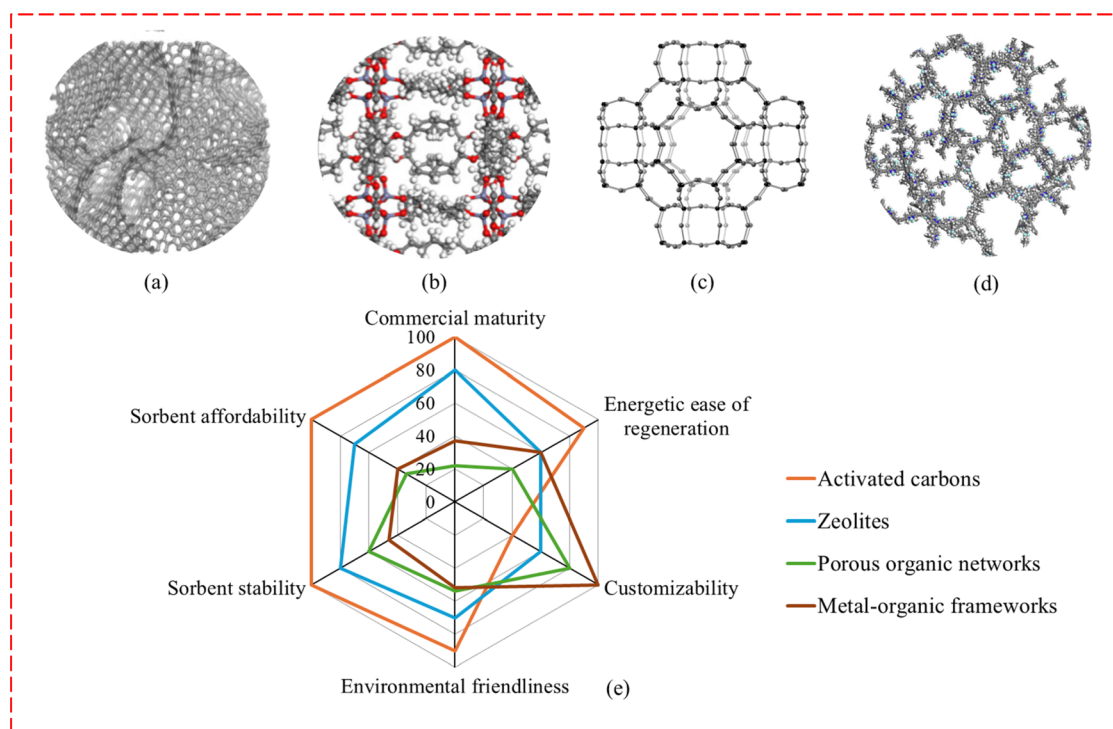 (a)
(b)
(c)
(d)
Commercial maturity
100
80
60
40
20
0
Sorbent affordability
Energetic ease of
regeneration
Sorbent stability
Customizability
Environmental friendliness
(e)
Activated carbons
Zeolites
Porous organic networks
Metal-organic frameworks